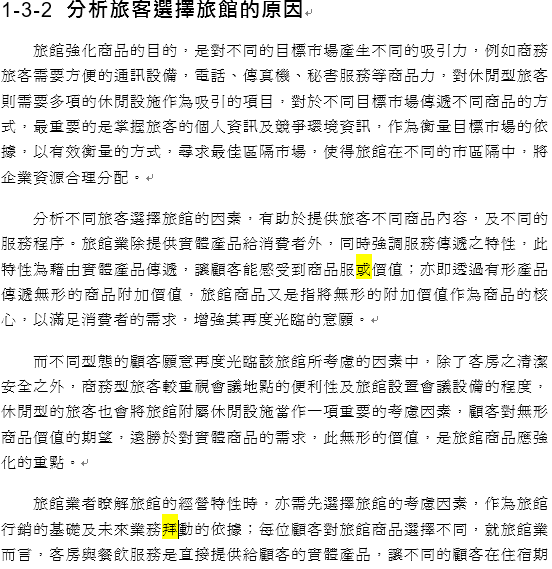 1-3-2 分析旅客選擇旅館的原因
旅館強化商品的目的，是對不同的目標市場產生不同的吸引力，例如商務
旅客需要方便的通訊設備，電話、傳真機、秘書服務等商品力，對休閒型旅客
則需要多項的休閒設施作為吸引的項目，對於不同目標市場傳遞不同商品的方
式，最重要的是掌握旅客的個人資訊及競爭環境資訊，作為衡量目標市場的依
據，以有效衡量的方式，尋求最佳區隔市場，使得旅館在不同的市區隔中，將
企業資源合理分配。
分析不同旅客選擇旅館的因素，有助於提供旅客不同商品內容，及不同的
服務程序。旅館業除提供實體產品給消費者外，同時強調服務傳遞之特性，此
特性為藉由實體產品傳遞，讓顧客能感受到商品服或價值；亦即透過有形產品
傳遞無形的商品附加價值，旅館商品又是指將無形的附加價值作為商品的核
心，以滿足消費者的需求，增強其再度光臨的意願。
而不同型態的顧客願意再度光臨該旅館所考慮的因素中，除了客房之清潔
安全之外，商務型旅客較重視會議地點的便利性及旅館設置會議設備的程度，
休閒型的旅客也會將旅館附屬休閒設施當作一項重要的考慮因素，顧客對無形
商品價值的期望，遠勝於對實體商品的需求，此無形的價值，是旅館商品應強
化的重點。
旅館業者瞭解旅館的經營特性時，亦需先選擇旅館的考慮因素，作為旅館
行銷的基礎及未來業務拜動的依據；每位顧客對旅館商品選擇不同，就旅館業
而言，客房與餐飲服務是直接提供給顧客的實體產品，讓不同的顧客在住宿期